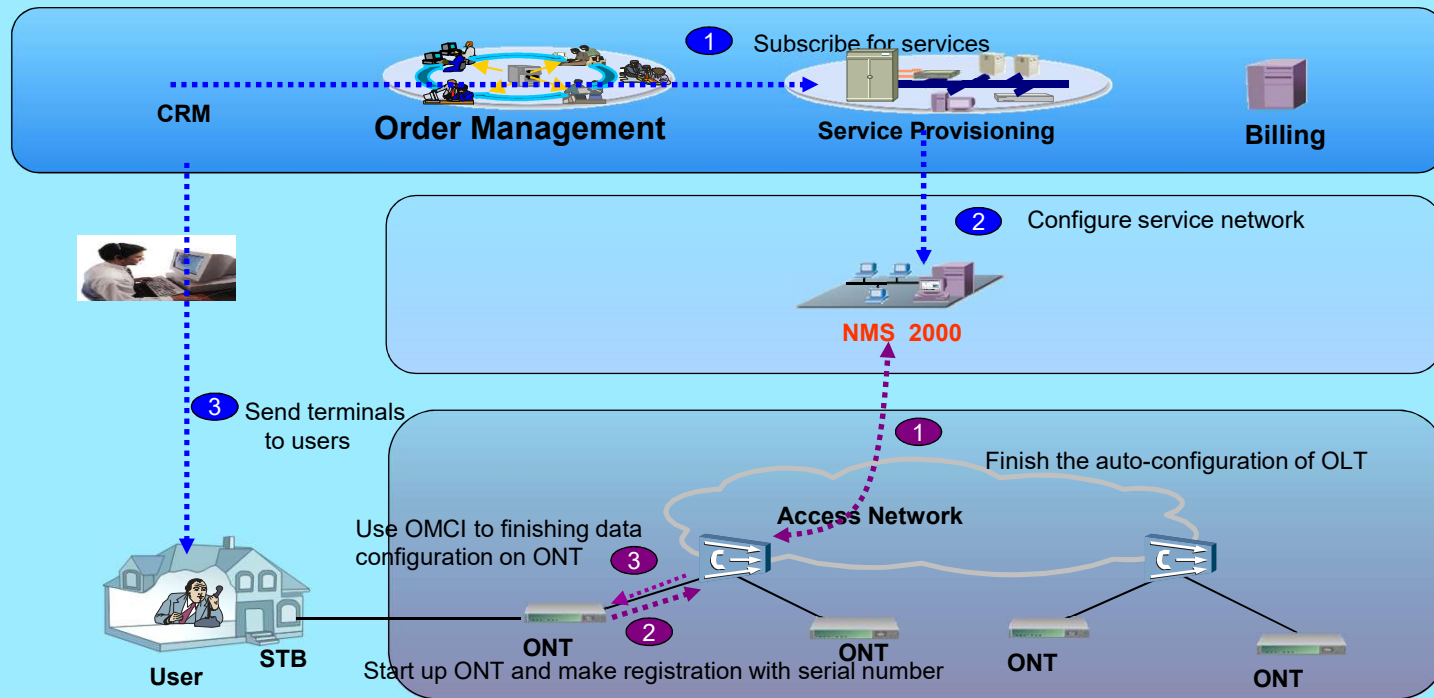 1 Subscribe for services
CRM
Order Management
Service Provisioning
Billing
2 Configure service network
NMS 2000
3 Send terminals
to users
1
Finish the auto-configuration of OLT
Access Network
Use OMCI to finishing data
configuration on ONT
3
2
ONT
ONT
ONT
ONT
STB
User
Start up ONT and make registration with serial number